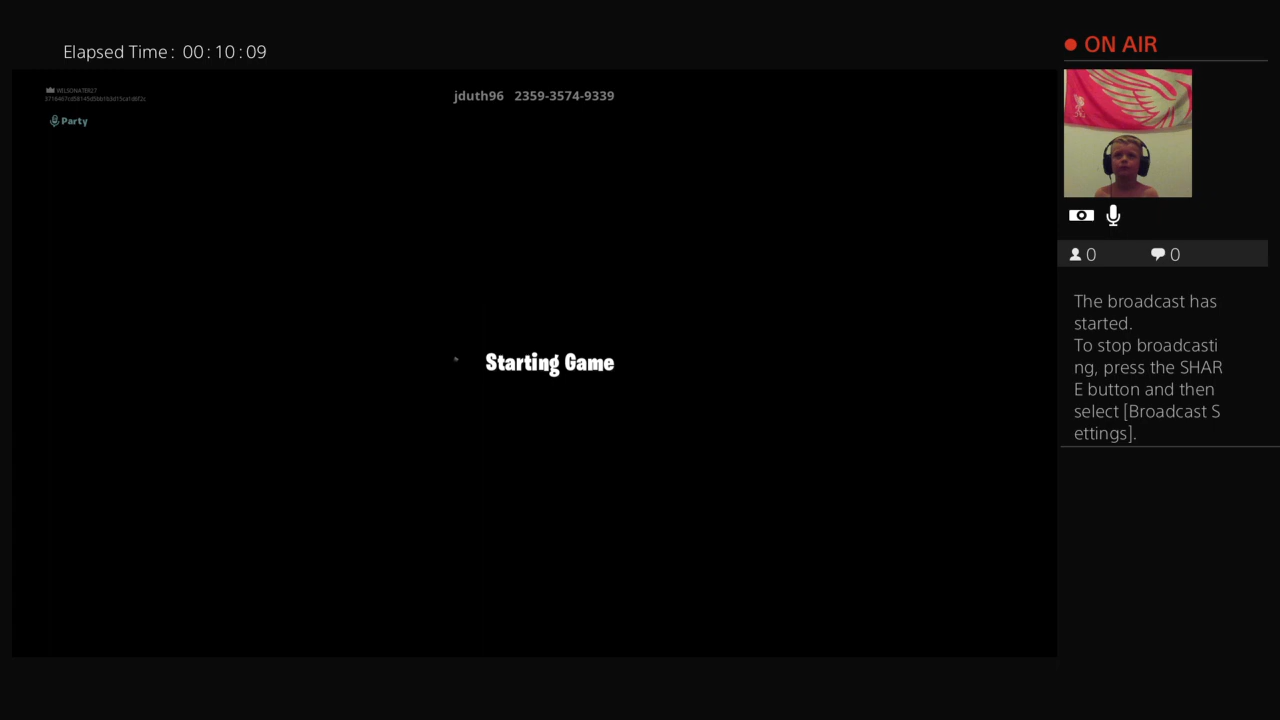 Elapsed Time: 00:10:09
ON AIR
WILSONATER27
jduth96 2359-3574-9339
Party
0 0
The broadcast has
started.
To stop broadcasti
ng, press the SHAR
E button and then
select [Broadcast S
ettings].
Starting Game